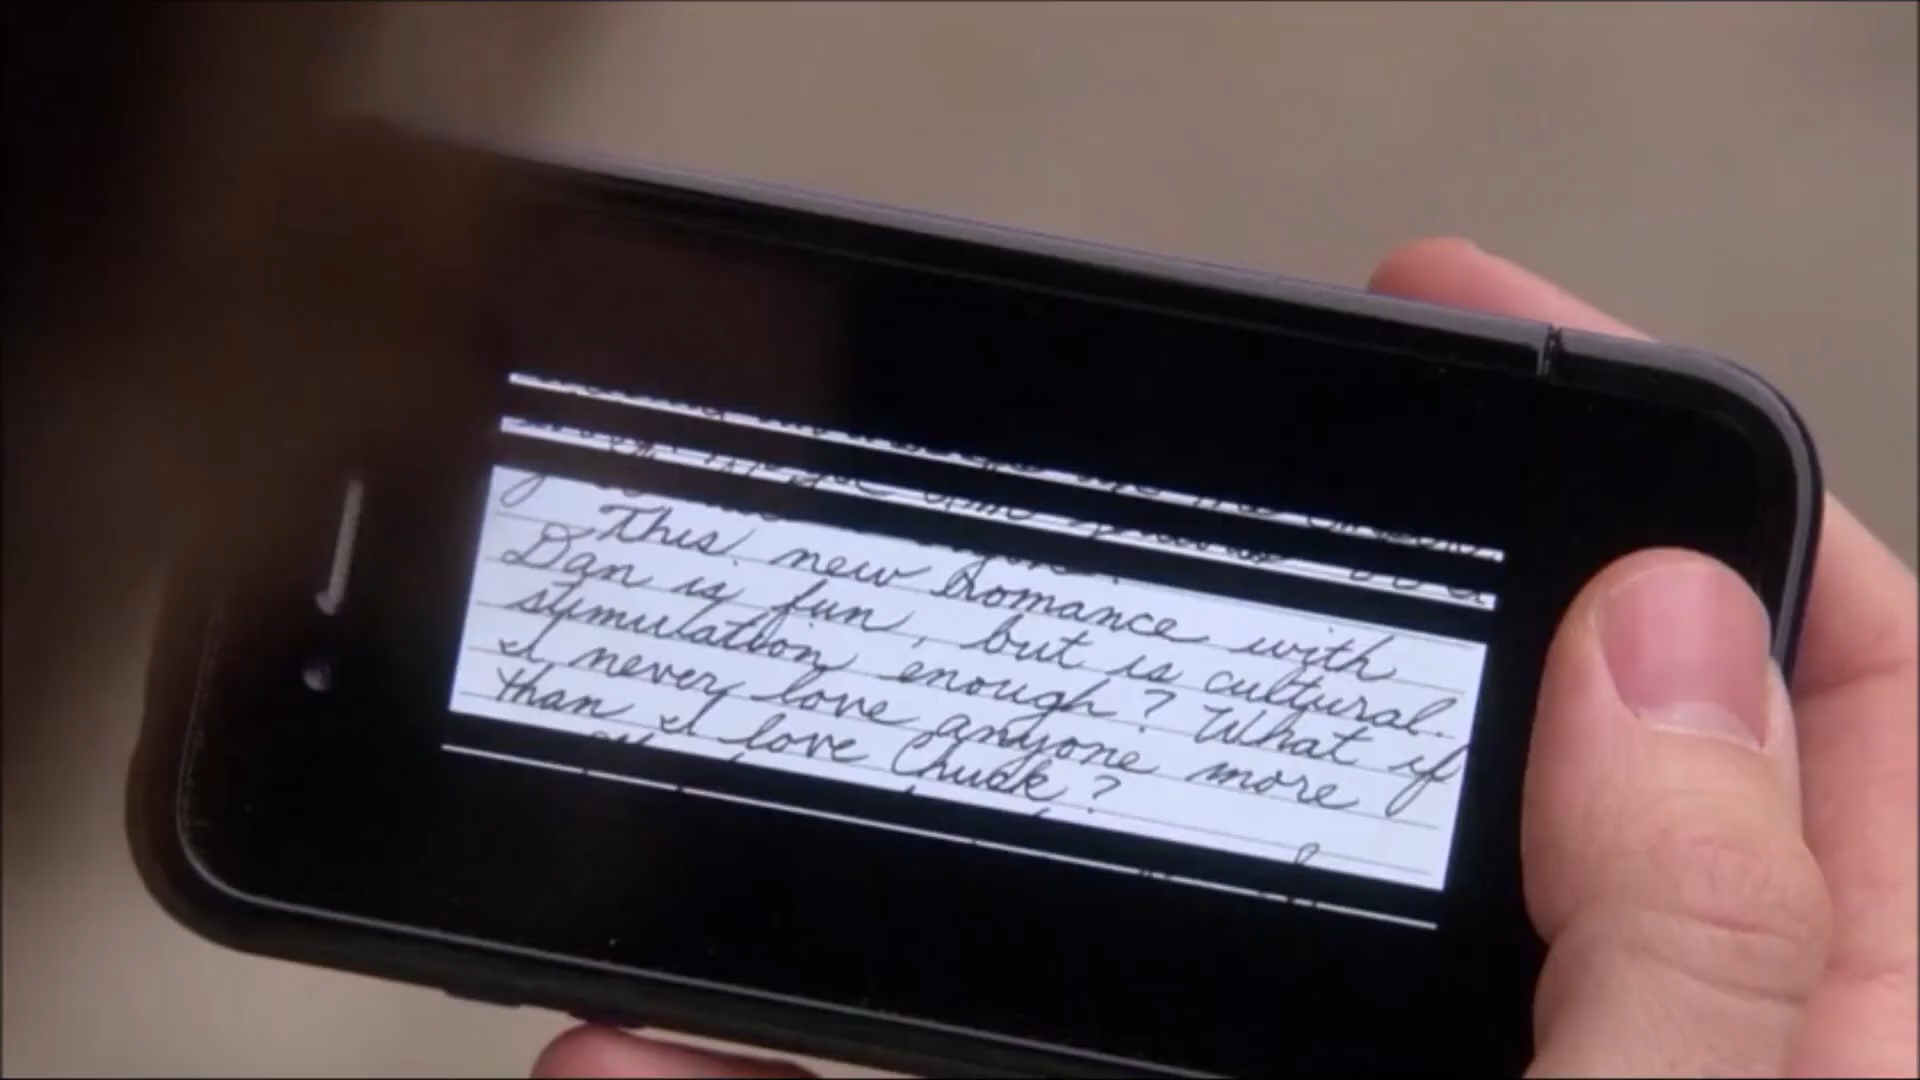 This new romance with
Dan is fun, but is cultural
stimulation enough? What if
I never love anyone more
than I love Chuck?